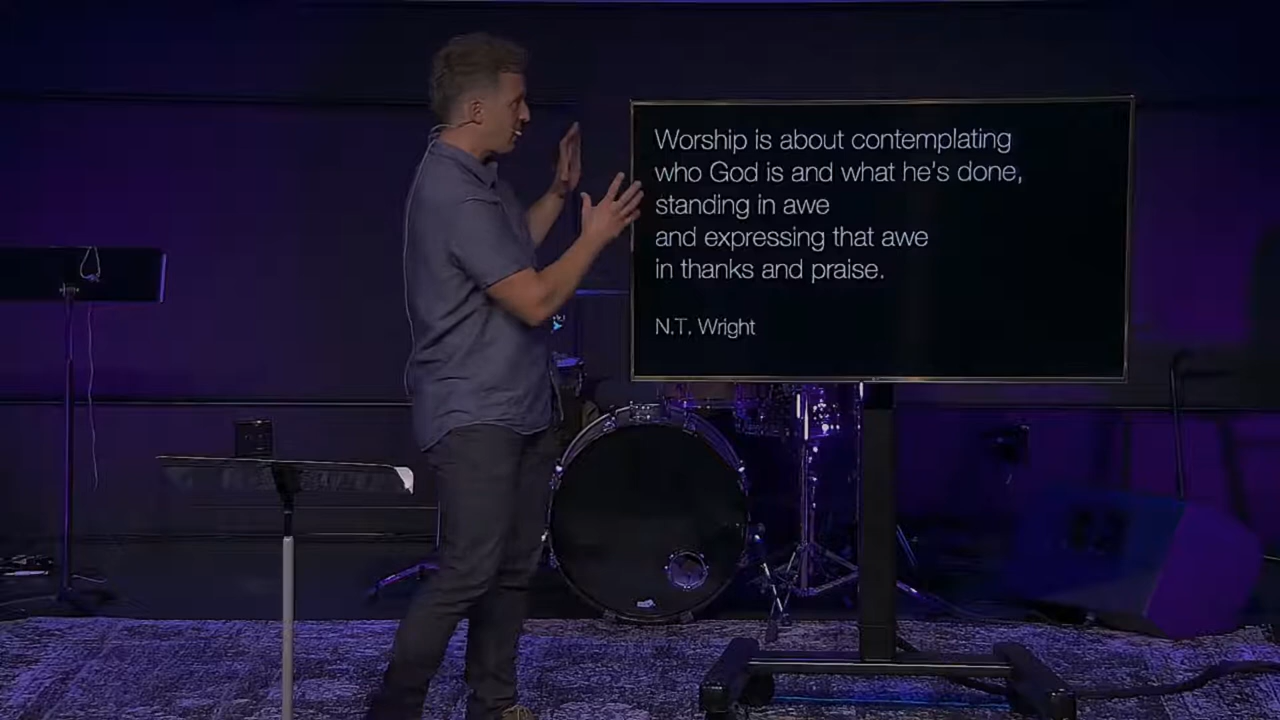 Worship is about contemplating
who God is and what he's done,
standing in awe
and expressing that awe
in thanks and praise.
N.T. Wright